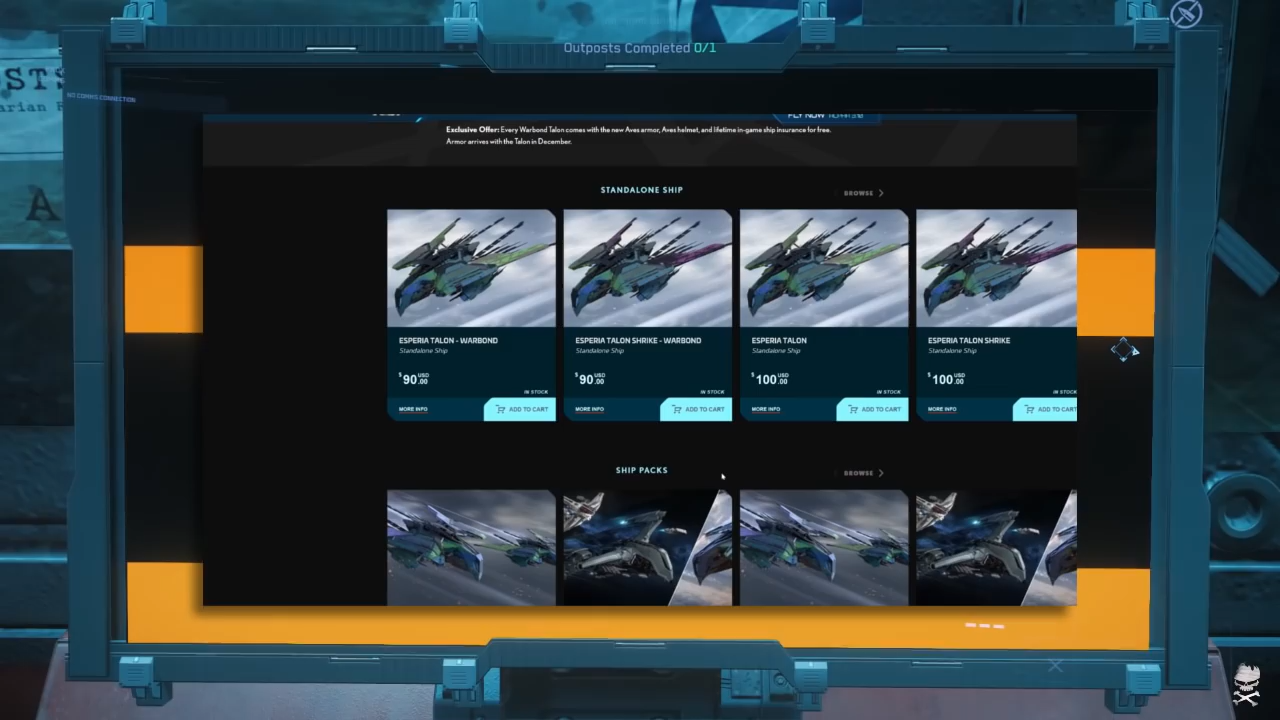 Outposts Completed 0/1
NO COMMS CONNECTION
FLY NOW
Exclusive Offer: Every Warbond Talon comes with the new Aves armor, Aves helmet, and lifetime in-game ship insurance for free.
Armor arrives with the Talon in December.
STANDALONE SHIP
BROWSE
ESPERIA TALON - WARBOND
Standalone Ship
$90.00 USD
IN STOCK
MORE INFO
ADD TO CART
ESPERIA TALON SHRIKE - WARBOND
Standalone Ship
$90.00 USD
IN STOCK
MORE INFO
ADD TO CART
ESPERIA TALON
Standalone Ship
$100.00 USD
IN STOCK
MORE INFO
ADD TO CART
ESPERIA TALON SHRIKE
Standalone Ship
$100.00 USD
IN STOCK
MORE INFO
ADD TO CART
SHIP PACKS
BROWSE
A